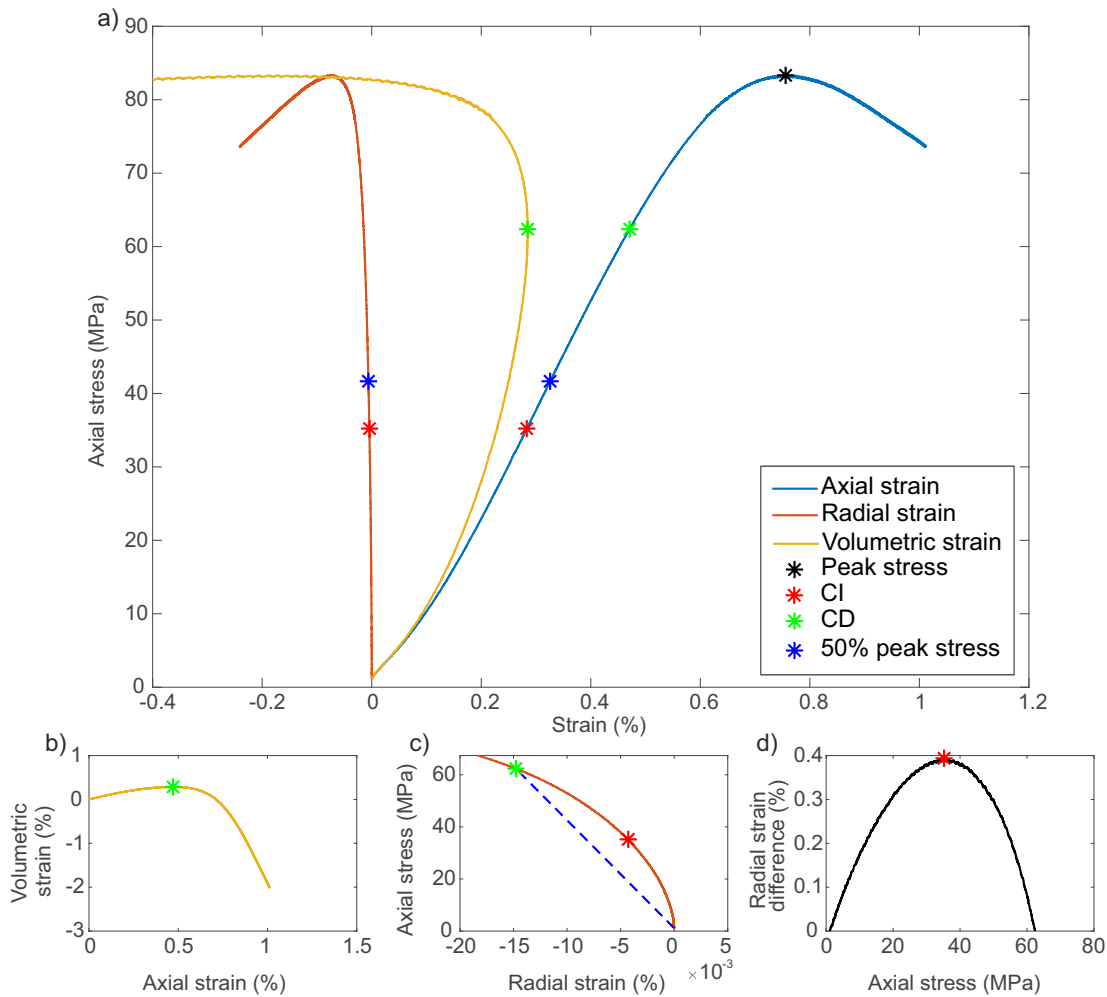 a)
90
80
70
60
50
40
30
20
10
0
Axial stress (MPa)
-0.4
-0.2
0
0.2
0.4
0.6
0.8
1
1.2
Strain (%)
Axial strain
Radial strain
Volumetric strain
Peak stress
CI
CD
50% peak stress
b)
1
0
-1
-2
-3
Volumetric
strain (%)
0
0.5
1
1.5
Axial strain (%)
c)
60
40
20
0
Axial stress (MPa)
-20
-15
-10
-5
0
5
×10⁻³
Radial strain (%)
d)
0.4
0.3
0.2
0.1
0
Radial strain
difference (%)
0
20
40
60
80
Axial stress (MPa)